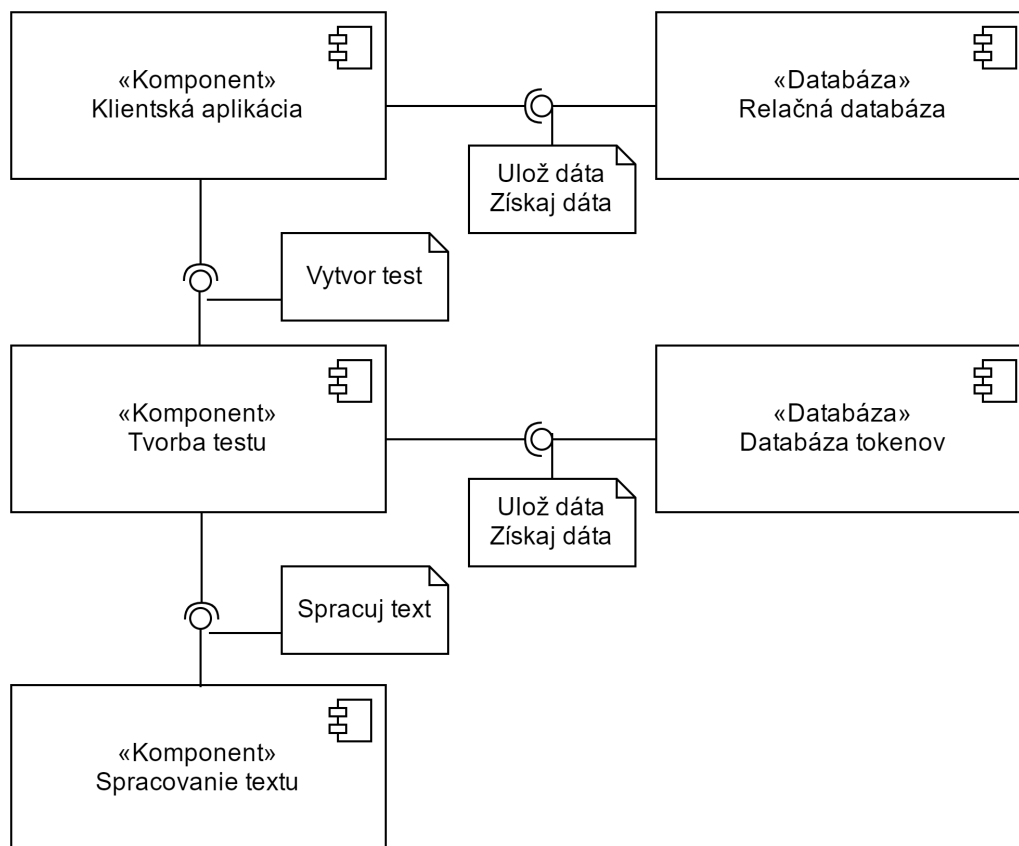 «Komponent»
Klientská aplikácia
«Databáza»
Relačná databáza
Ulož dáta
Získaj dáta
Vytvor test
«Komponent»
Tvorba testu
«Databáza»
Databáza tokenov
Ulož dáta
Získaj dáta
Spracuj text
«Komponent»
Spracovanie textu